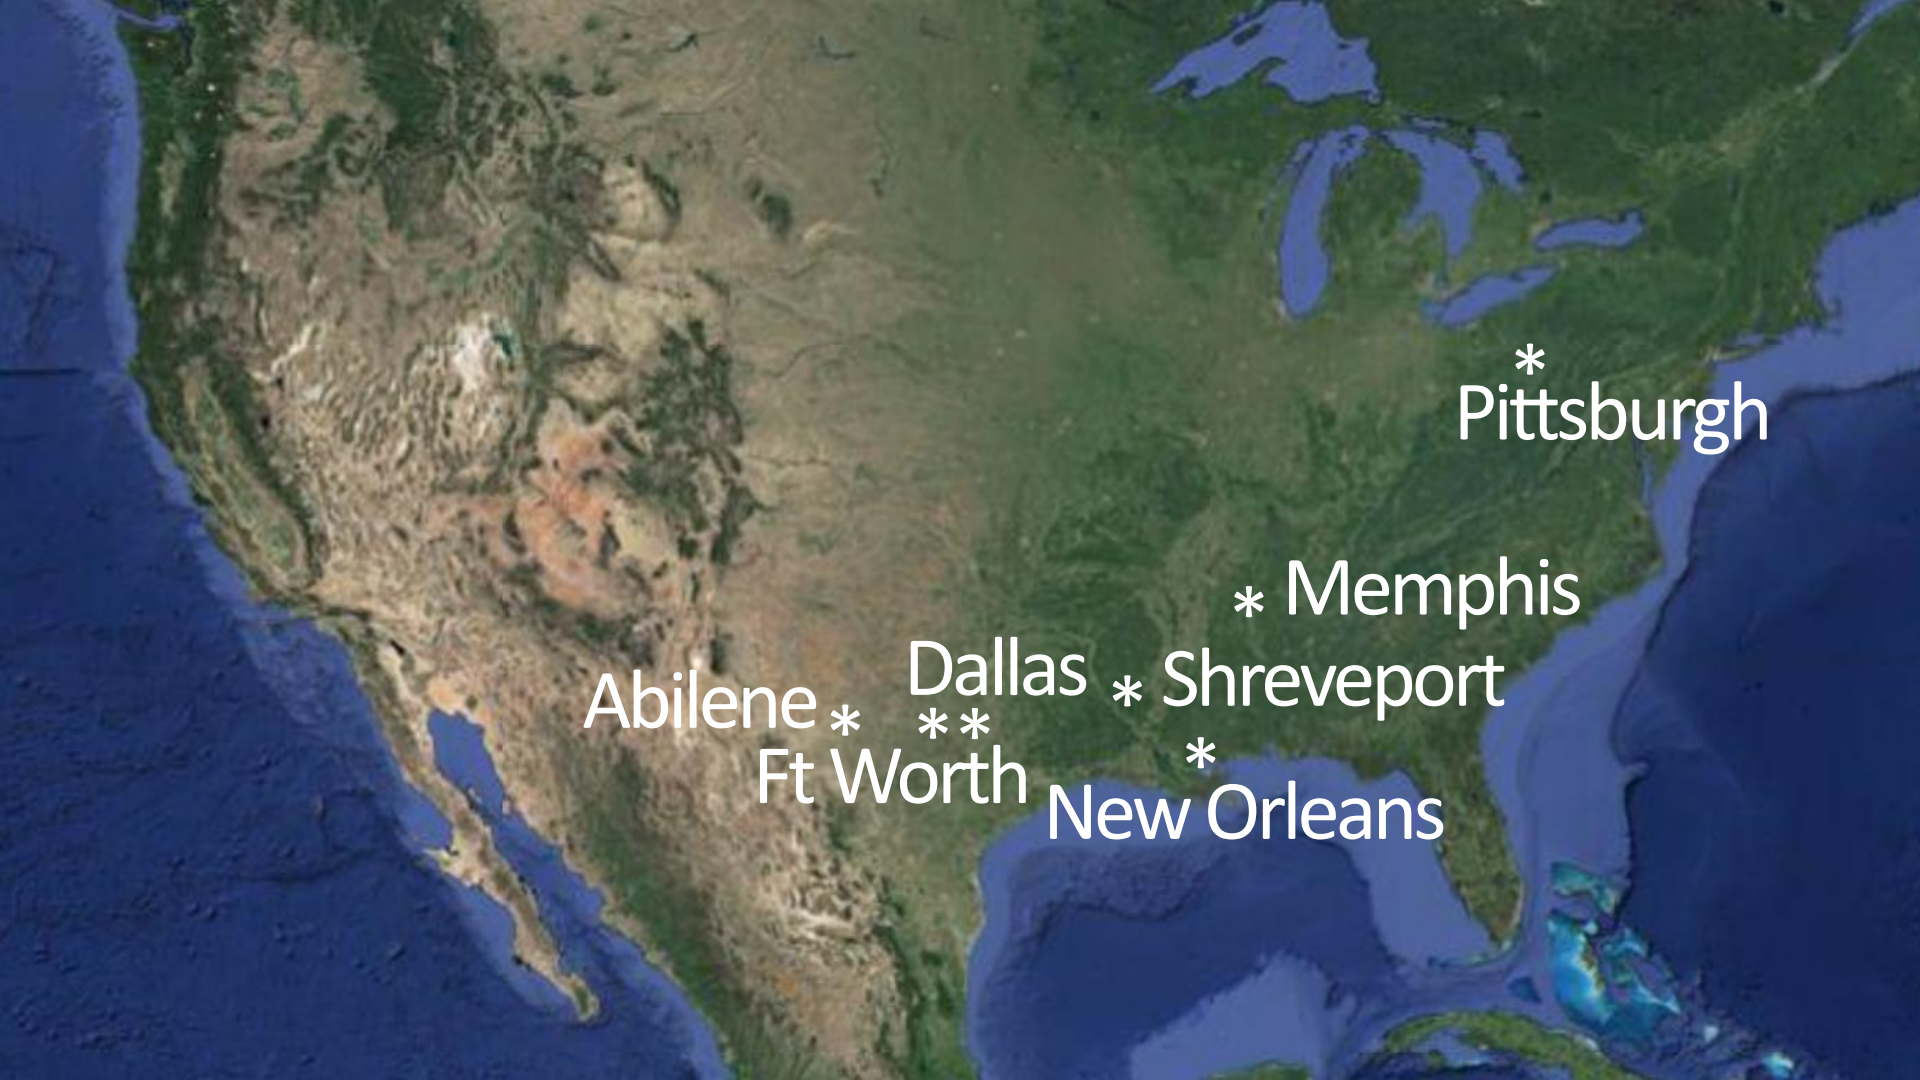 *
Pittsburgh
* Memphis
Dallas
* Shreveport
Abilene *
* *
Ft Worth
*
New Orleans